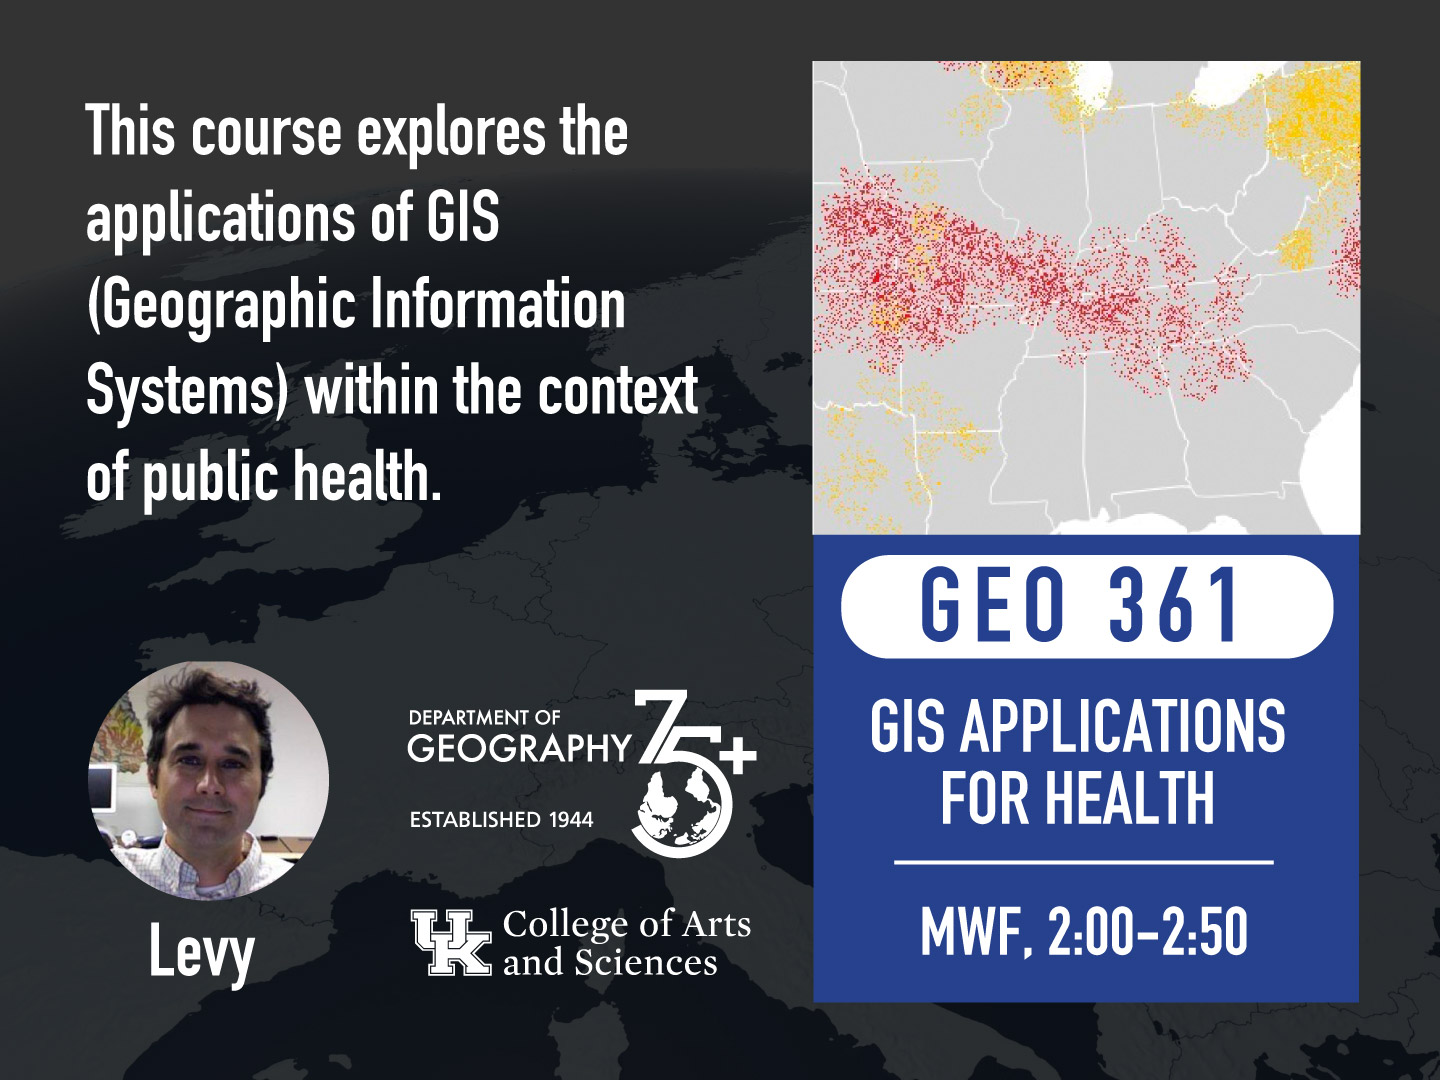 This course explores the
applications of GIS
(Geographic Information
Systems) within the context
of public health.
Levy
DEPARTMENT OF
GEOGRAPHY
75+
ESTABLISHED 1944
UK
College of Arts
and Sciences
GEO 361
GIS APPLICATIONS
FOR HEALTH
MWF, 2:00-2:50